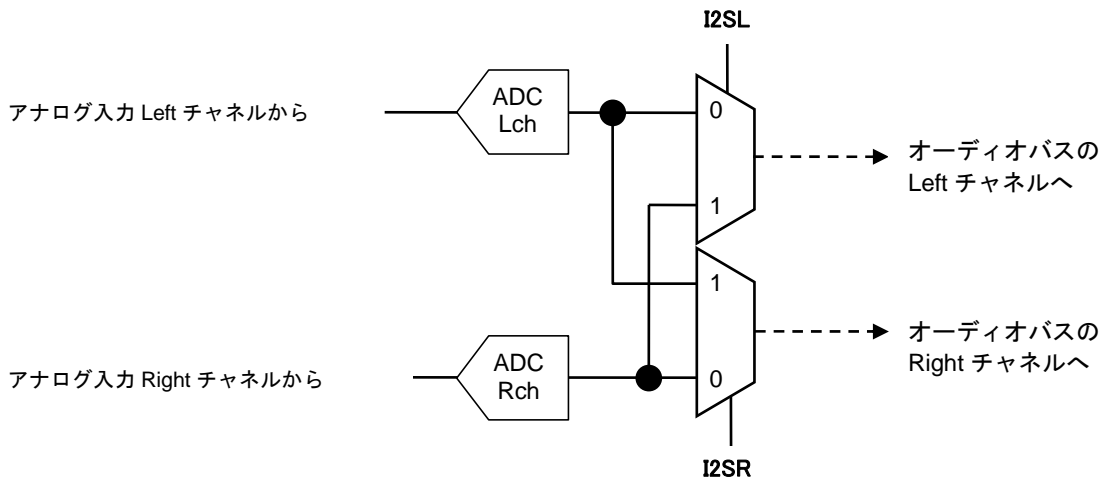 I2SL
アナログ入力 Left チャネルから
ADC
Lch
0
1
オーディオバスの
Left チャネルへ
1
0
オーディオバスの
Right チャネルへ
アナログ入力 Right チャネルから
ADC
Rch
I2SR